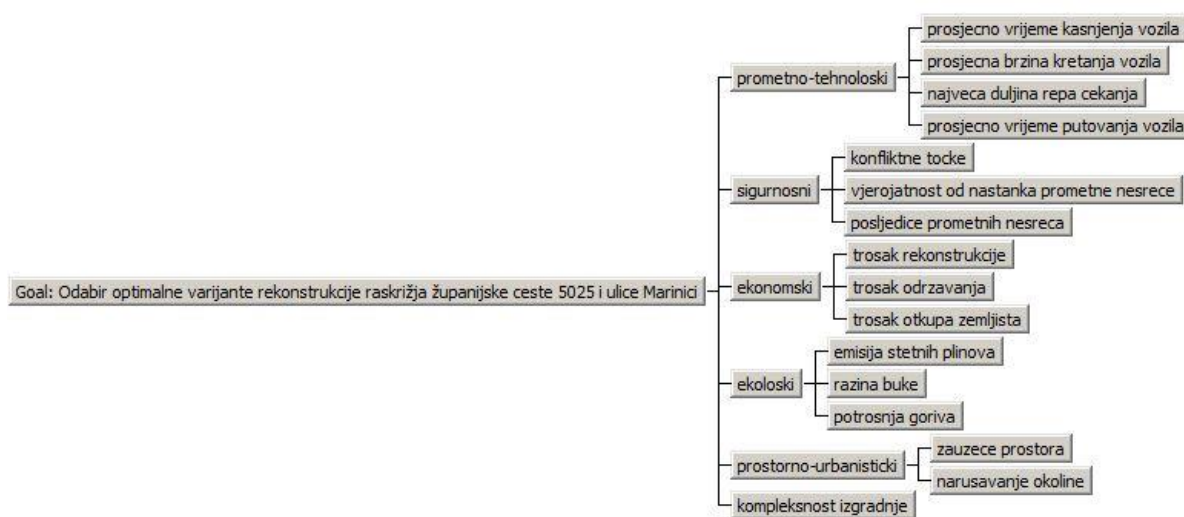 Goal: Odabir optimalne varijante rekonstrukcije raskrižja županijske ceste 5025 i ulice Marinici
prometno-tehnoloski
prosjecno vrijeme kasnjenja vozila
prosjecna brzina kretanja vozila
najveca duljina repa cekanja
prosjecno vrijeme putovanja vozila
sigurnosni
konfliktne tocke
vjerojatnost od nastanka prometne nesrece
posljedice prometnih nesreca
ekonomski
trosak rekonstrukcije
trosak odrzavanja
trosak otkupa zemljista
ekoloski
emisija stetnih plinova
razina buke
potrosnja goriva
prostorno-urbanisticki
zauzece prostora
narusavanje okoline
kompleksnost izgradnje